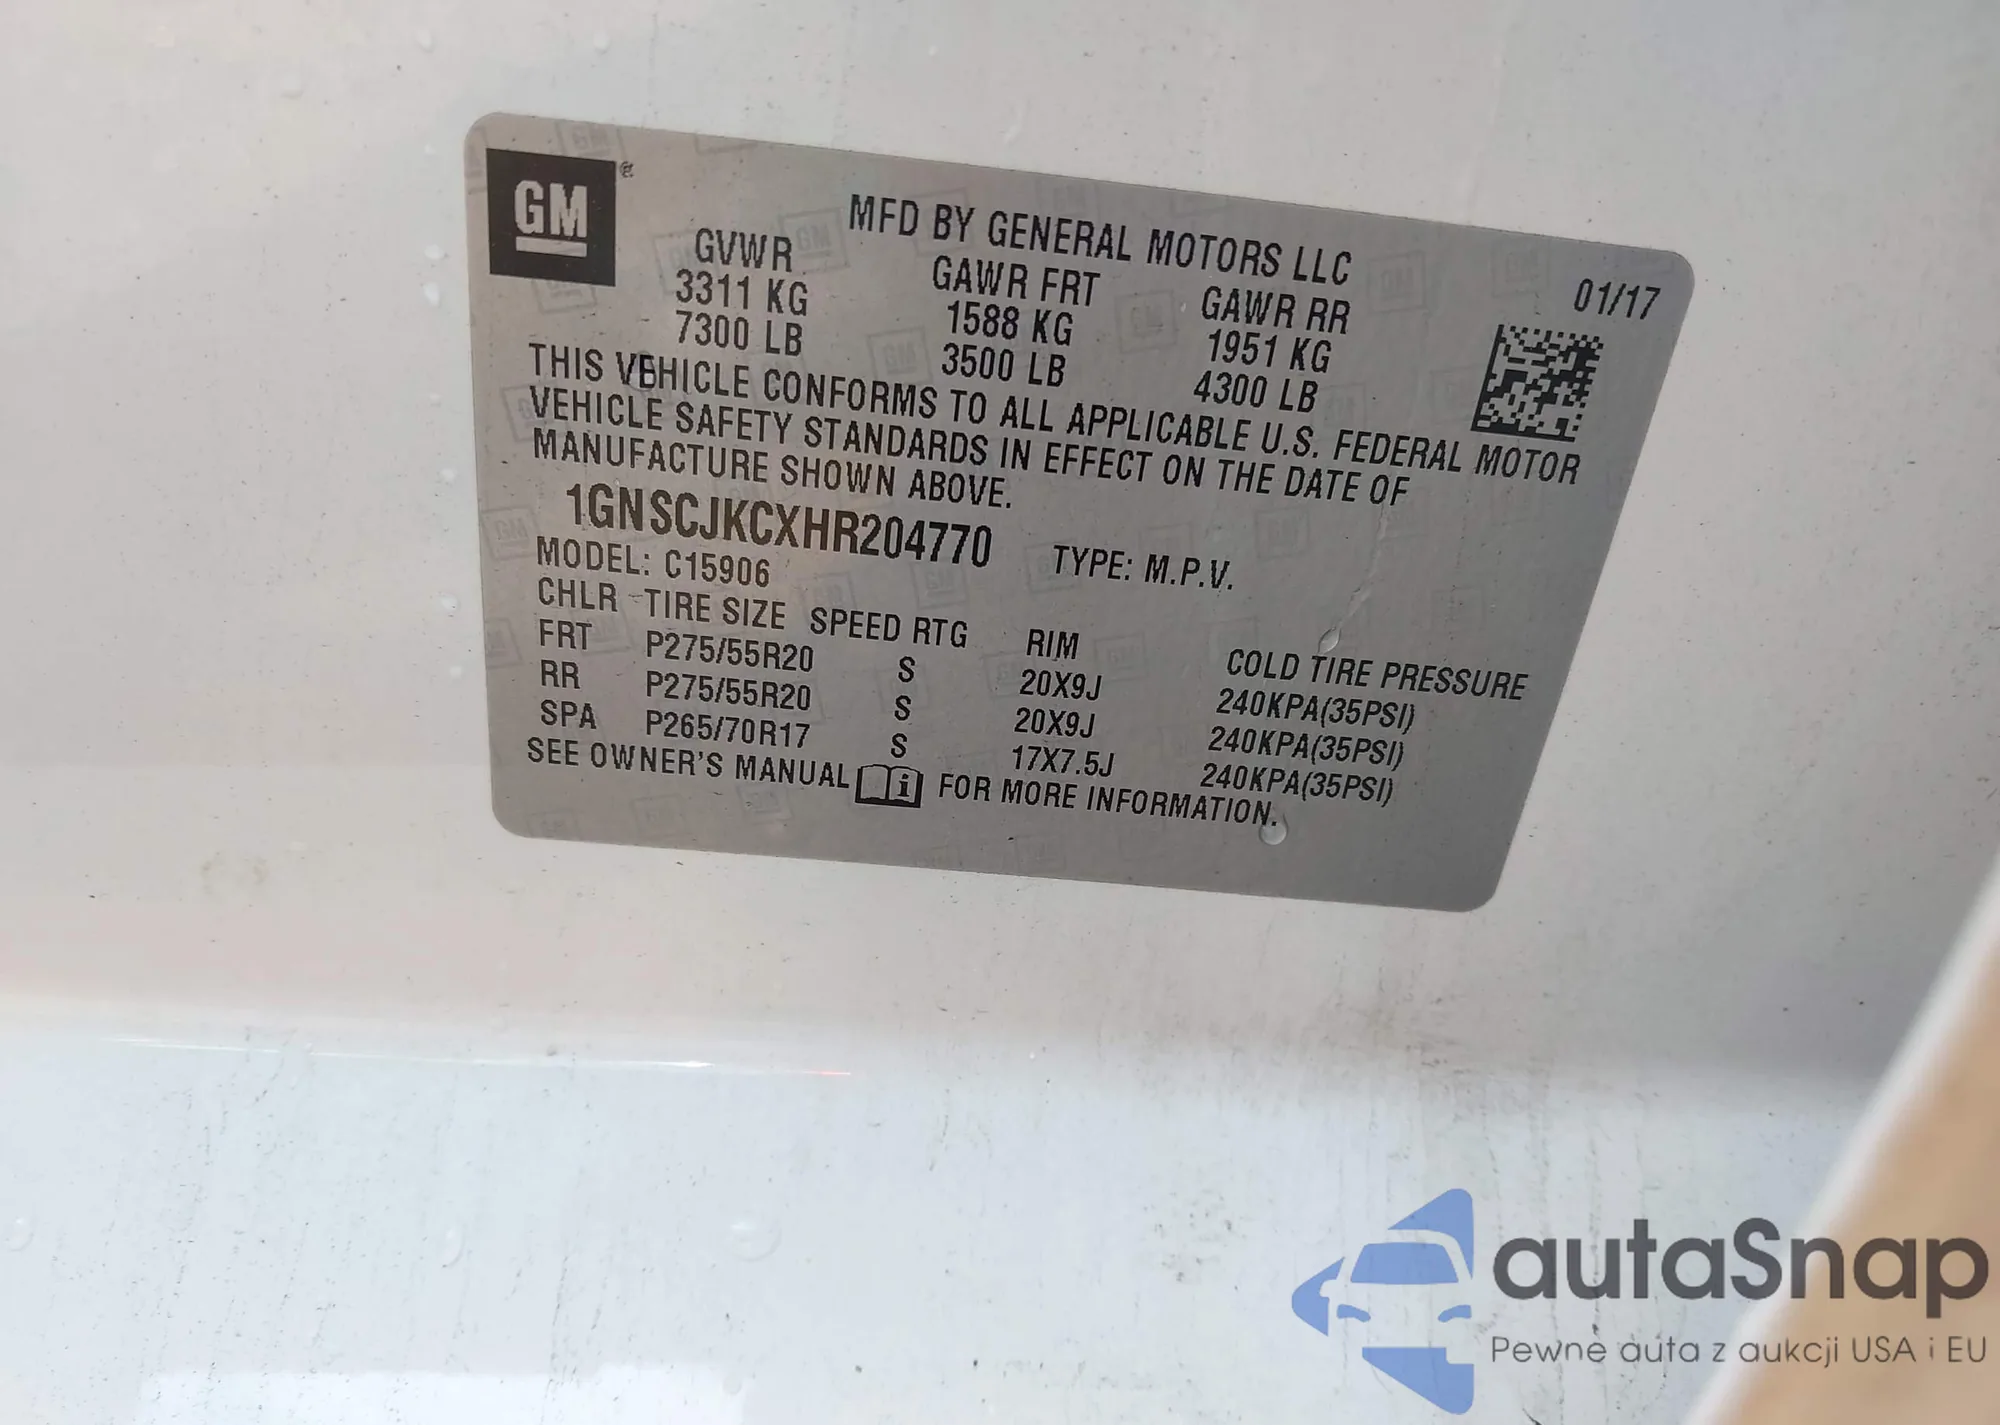 GM
MFD BY GENERAL MOTORS LLC
01/17
GVWR GAWR FRT GAWR RR
3311 KG 1588 KG 1951 KG
7300 LB 3500 LB 4300 LB
THIS VEHICLE CONFORMS TO ALL APPLICABLE U.S. FEDERAL MOTOR
VEHICLE SAFETY STANDARDS IN EFFECT ON THE DATE OF
MANUFACTURE SHOWN ABOVE.
1GNSCJKCXHR204770 TYPE: M.P.V.
MODEL: C15906
CHLR TIRE SIZE SPEED RTG RIM COLD TIRE PRESSURE
FRT P275/55R20 S 20X9J 240KPA(35PSI)
RR P275/55R20 S 20X9J 240KPA(35PSI)
SPA P265/70R17 S 17X7.5J 240KPA(35PSI)
SEE OWNER'S MANUAL i FOR MORE INFORMATION.
autaSnap
Pewne auta z aukcji USA i EU